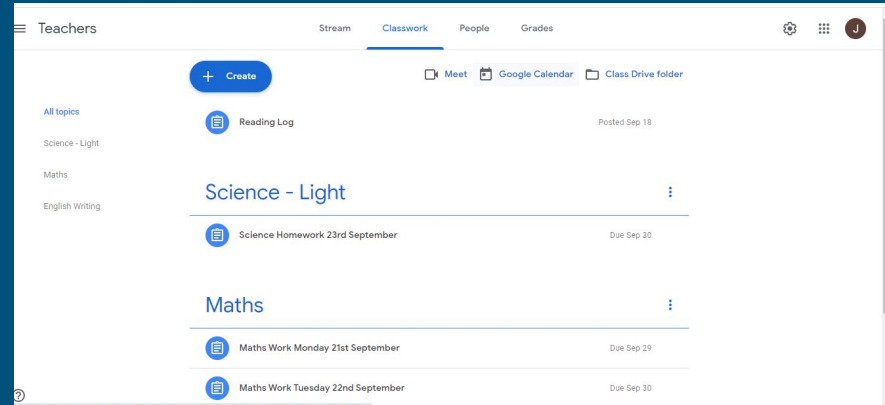 Teachers Stream Classwork People Grades J
+ Create Meet Google Calendar Class Drive folder
All topics
Science - Light
Maths
English Writing
Reading Log Posted Sep 18
Science - Light
Science Homework 23rd September Due Sep 30
Maths
Maths Work Monday 21st September Due Sep 29
Maths Work Tuesday 22nd September Due Sep 30